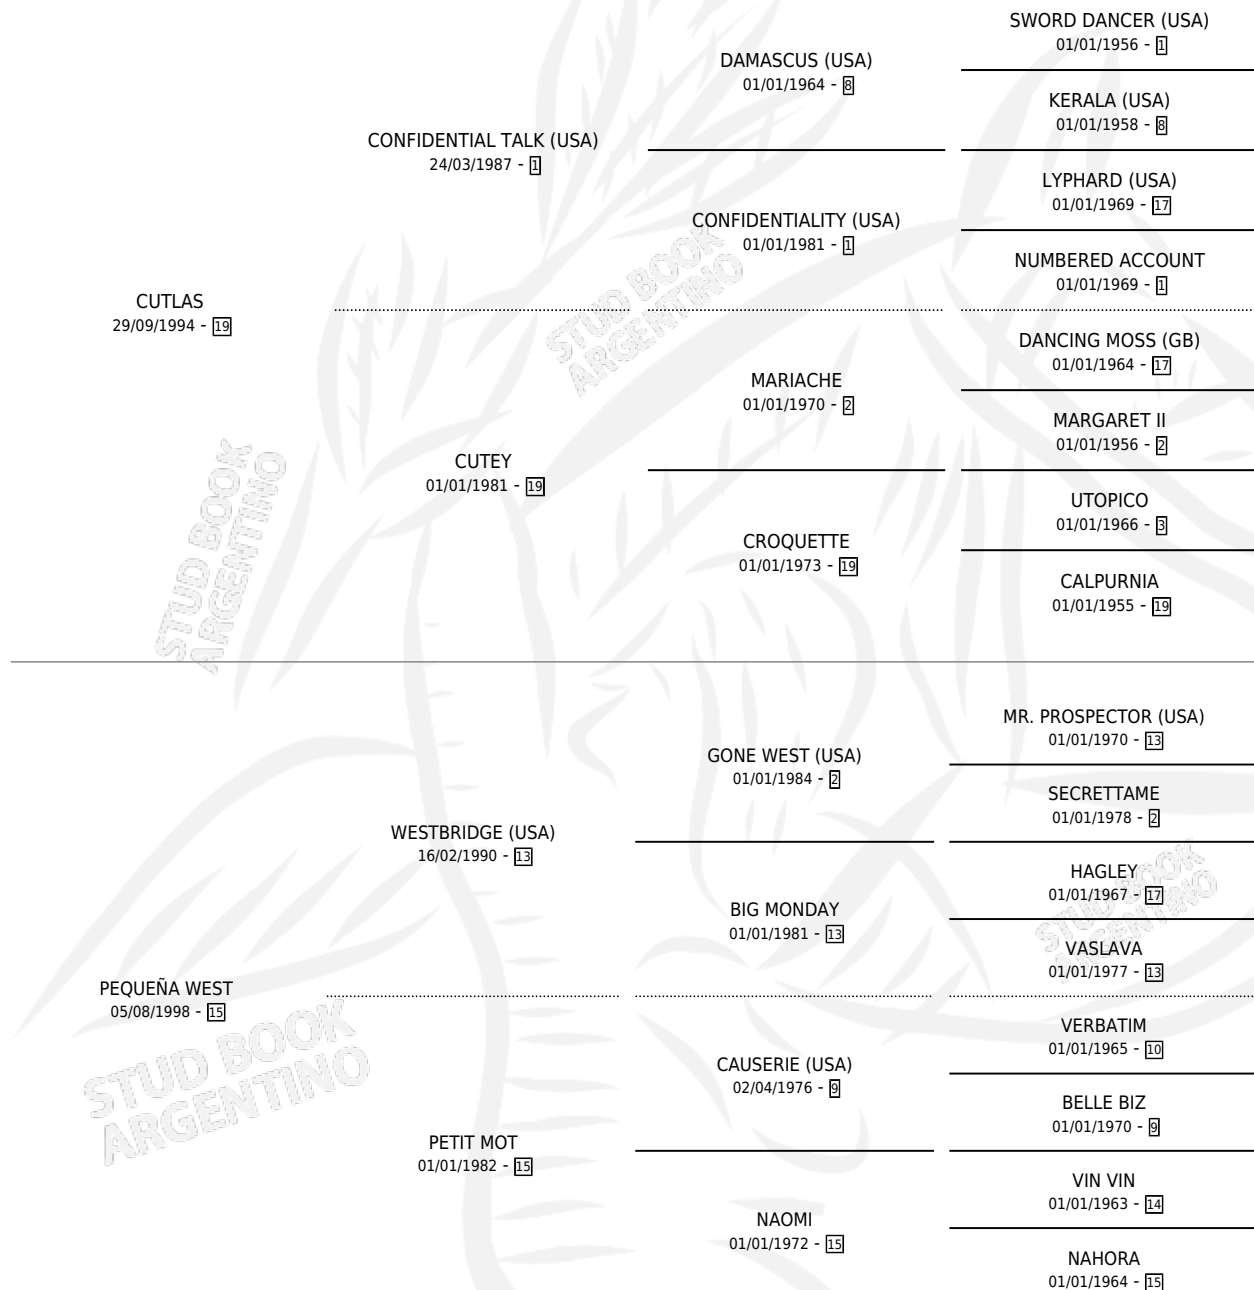 SWORD DANCER (USA)
01/01/1956 - 1
DAMASCUS (USA)
01/01/1964 - 8
KERALA (USA)
01/01/1958 - 8
CONFIDENTIAL TALK (USA)
24/03/1987 - 1
LYPHARD (USA)
01/01/1969 - 17
CONFIDENTIALITY (USA)
01/01/1981 - 1
NUMBERED ACCOUNT
01/01/1969 - 1
CUTLAS
29/09/1994 - 19
DANCING MOSS (GB)
01/01/1964 - 17
MARIACHE
01/01/1970 - 2
MARGARET II
01/01/1956 - 2
CUTEY
01/01/1981 - 19
UTOPICO
01/01/1966 - 3
CROQUETTE
01/01/1973 - 19
CALPURNIA
01/01/1955 - 19
MR. PROSPECTOR (USA)
01/01/1970 - 13
GONE WEST (USA)
01/01/1984 - 2
SECRETTAME
01/01/1978 - 2
WESTBRIDGE (USA)
16/02/1990 - 13
HAGLEY
01/01/1967 - 17
BIG MONDAY
01/01/1981 - 13
VASLAVA
01/01/1977 - 13
PEQUEÑA WEST
05/08/1998 - 15
VERBATIM
01/01/1965 - 10
CAUSERIE (USA)
02/04/1976 - 9
BELLE BIZ
01/01/1970 - 9
PETIT MOT
01/01/1982 - 15
VIN VIN
01/01/1963 - 14
NAOMI
01/01/1972 - 15
NAHORA
01/01/1964 - 15
STUD BOOK
ARGENTINO
STUD BOOK
ARGENTINO
STUD BOOK
ARGENTINO
STUD BOOK
ARGENTINO